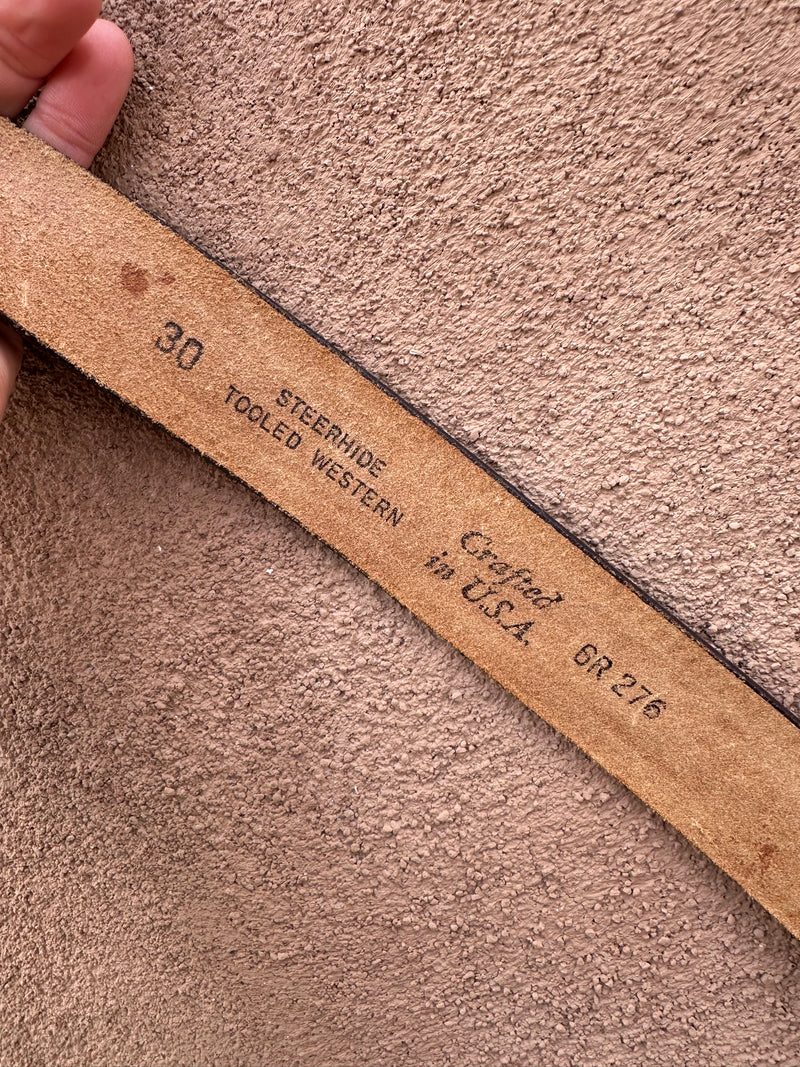 30
STEERHIDE
TOOLED WESTERN
Crafted
in U.S.A.
6R 276